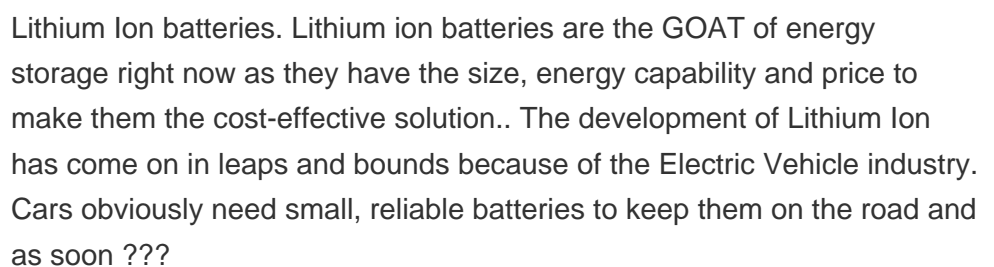 Lithium Ion batteries. Lithium ion batteries are the GOAT of energy
storage right now as they have the size, energy capability and price to
make them the cost-effective solution.. The development of Lithium Ion
has come on in leaps and bounds because of the Electric Vehicle industry.
Cars obviously need small, reliable batteries to keep them on the road and
as soon ???